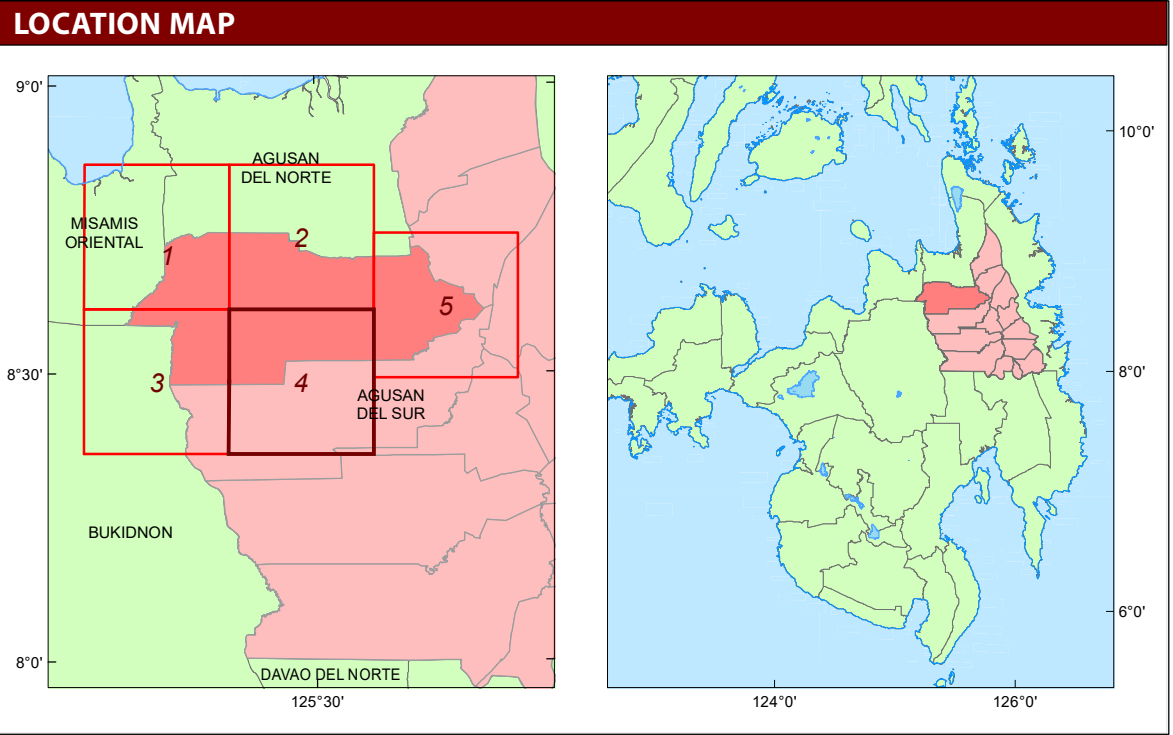 LOCATION MAP
9°0'
8°30'
8°0'
125°30'
AGUSAN
DEL NORTE
MISAMIS
ORIENTAL
1
2
5
3
4
AGUSAN
DEL SUR
BUKIDNON
DAVAO DEL NORTE
10°0'
8°0'
6°0'
124°0'
126°0'